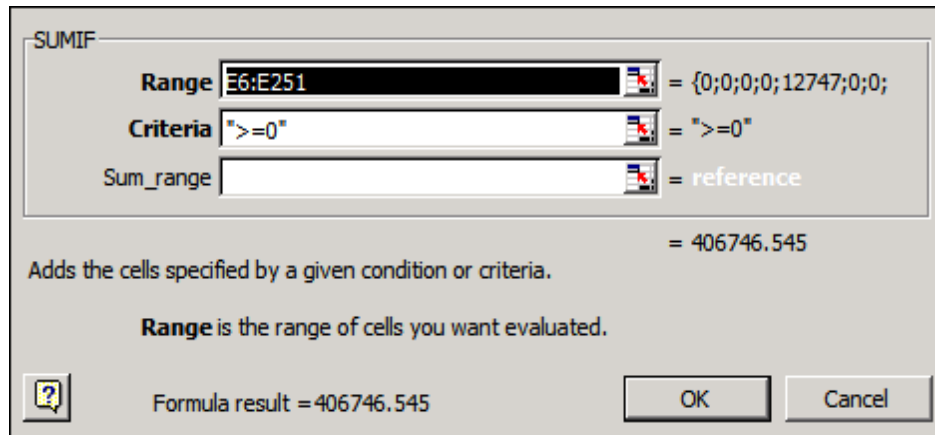 SUMIF
Range E6:E251 = {0;0;0;0;12747;0;0;
Criteria ">=0" = ">=0"
Sum_range = reference
= 406746.545
Adds the cells specified by a given condition or criteria.
Range is the range of cells you want evaluated.
Formula result =406746.545 OK Cancel